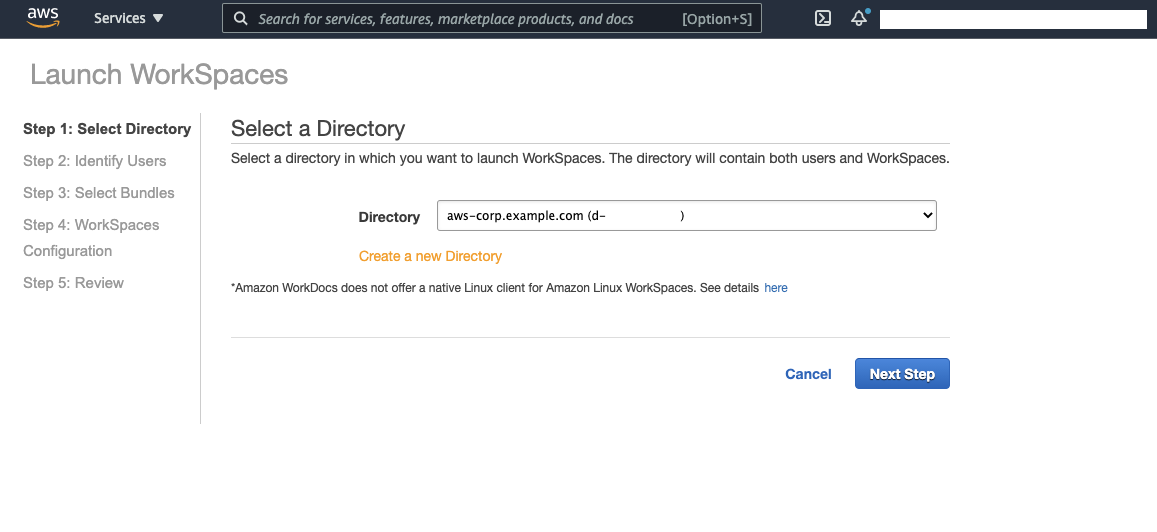 aws
Services ▼
Search for services, features, marketplace products, and docs [Option+S]
Launch WorkSpaces
Step 1: Select Directory
Step 2: Identify Users
Step 3: Select Bundles
Step 4: WorkSpaces
Configuration
Step 5: Review
Select a Directory
Select a directory in which you want to launch WorkSpaces. The directory will contain both users and WorkSpaces.
Directory aws-corp.example.com (d- )
Create a new Directory
*Amazon WorkDocs does not offer a native Linux client for Amazon Linux WorkSpaces. See details here
Cancel Next Step